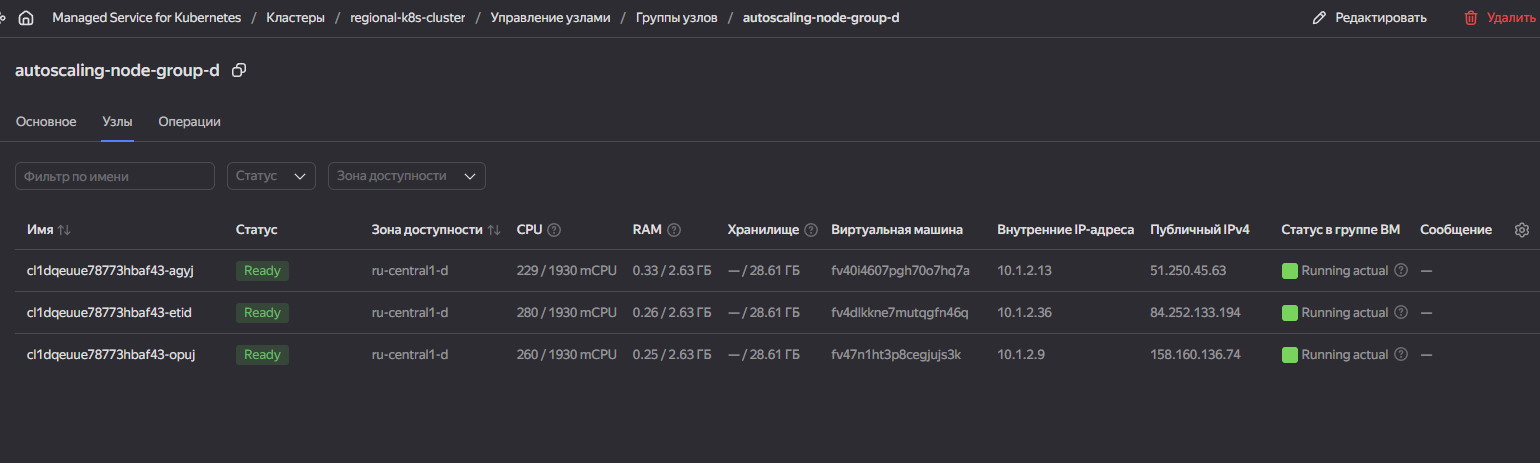 Managed Service for Kubernetes / Кластеры / regional-k8s-cluster / Управление узлами / Группы узлов / autoscaling-node-group-d Редактировать Удалить
autoscaling-node-group-d
Основное Узлы Операции
Фильтр по имени Статус Зона доступности
Имя Статус Зона доступности CPU RAM Хранилище Виртуальная машина Внутренние IP-адреса Публичный IPv4 Статус в группе ВМ Сообщение
cl1dqeuue78773hbaf43-agyj Ready ru-central1-d 229 / 1930 mCPU 0.33 / 2.63 ГБ — / 28.61 ГБ fv40i4607pgh70o7hq7a 10.1.2.13 51.250.45.63 Running actual —
cl1dqeuue78773hbaf43-etid Ready ru-central1-d 280 / 1930 mCPU 0.26 / 2.63 ГБ — / 28.61 ГБ fv4dlkkne7mutqgfn46q 10.1.2.36 84.252.133.194 Running actual —
cl1dqeuue78773hbaf43-opuj Ready ru-central1-d 260 / 1930 mCPU 0.25 / 2.63 ГБ — / 28.61 ГБ fv47n1ht3p8cegjujs3k 10.1.2.9 158.160.136.74 Running actual —